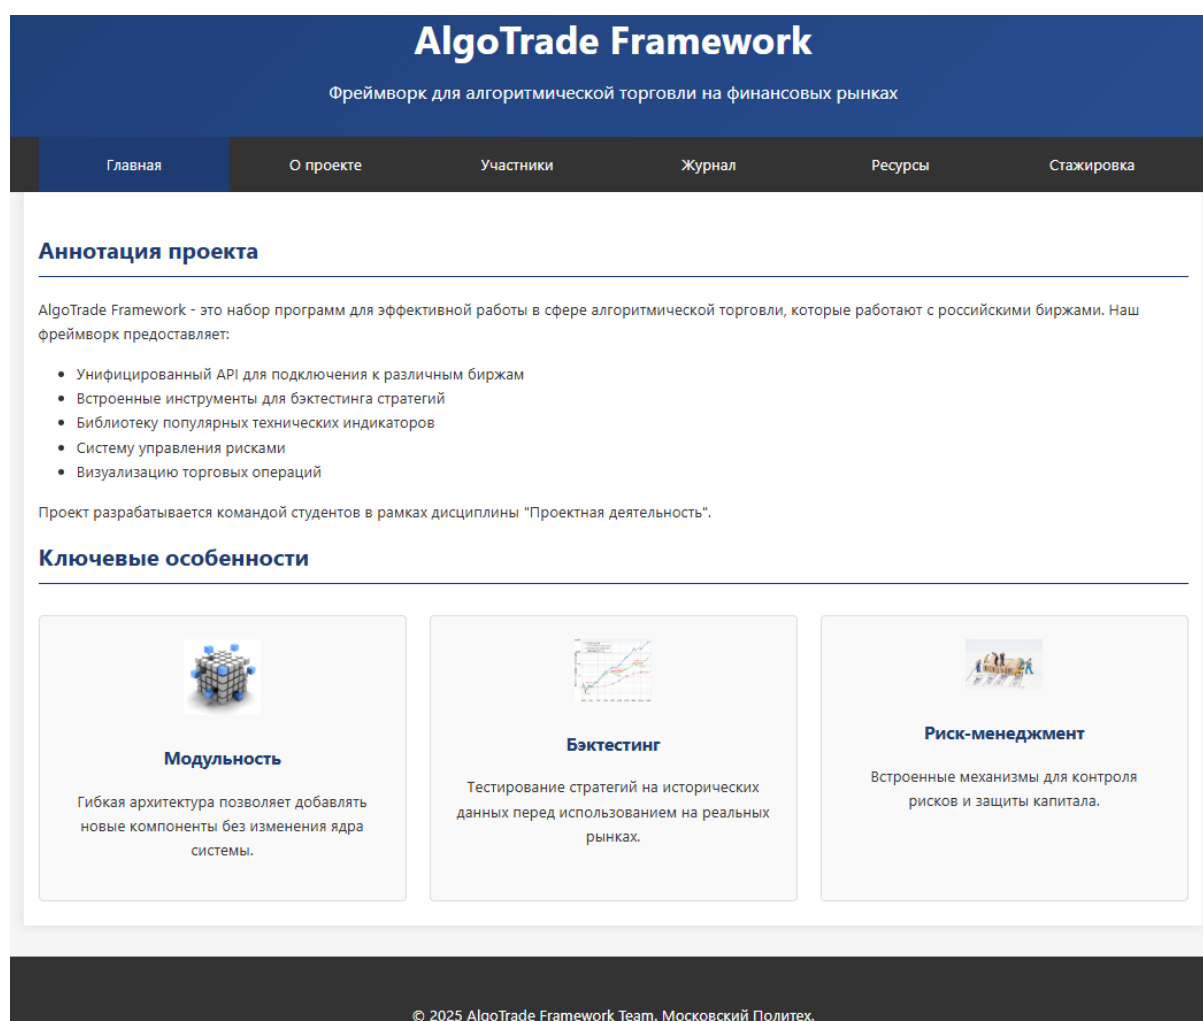 AlgoTrade Framework
Фреймворк для алгоритмической торговли на финансовых рынках
Главная
О проекте
Участники
Журнал
Ресурсы
Стажировка
Аннотация проекта
AlgoTrade Framework - это набор программ для эффективной работы в сфере алгоритмической торговли, которые работают с российскими биржами. Наш
фреймворк предоставляет:
Унифицированный API для подключения к различным биржам
Встроенные инструменты для бэктестинга стратегий
Библиотеку популярных технических индикаторов
Систему управления рисками
Визуализацию торговых операций
Проект разрабатывается командой студентов в рамках дисциплины "Проектная деятельность".
Ключевые особенности
Модульность
Гибкая архитектура позволяет добавлять
новые компоненты без изменения ядра
системы.
Бэктестинг
Тестирование стратегий на исторических
данных перед использованием на реальных
рынках.
Риск-менеджмент
Встроенные механизмы для контроля
рисков и защиты капитала.
© 2025 AlgoTrade Framework Team. Московский Политех.